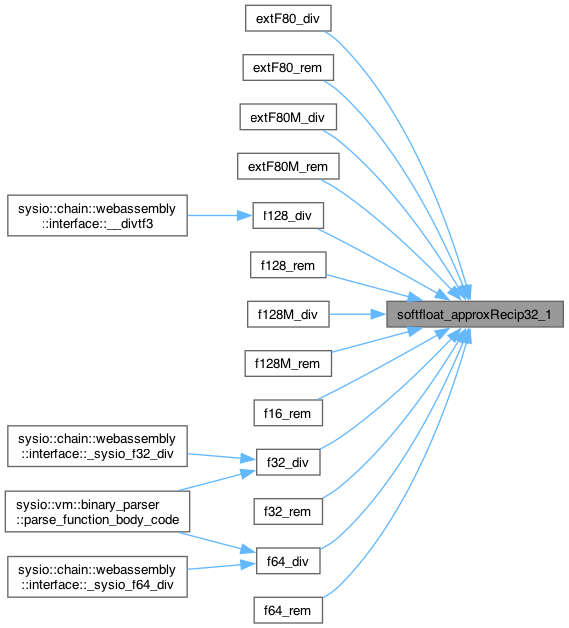 extF80_div
extF80_rem
extF80M_div
extF80M_rem
sysio::chain::webassembly
::interface::__divtf3
f128_div
f128_rem
softfloat_approxRecip32_1
f128M_div
f128M_rem
f16_rem
sysio::chain::webassembly
::interface::_sysio_f32_div
f32_div
sysio::vm::binary_parser
::parse_function_body_code
f32_rem
f64_div
sysio::chain::webassembly
::interface::_sysio_f64_div
f64_rem